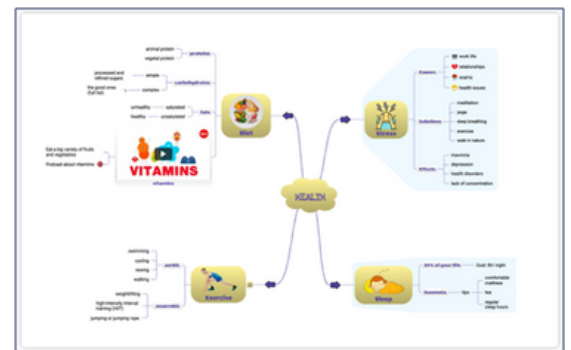 HEALTH
Diet
proteins
animal protein
vegetal protein
carbohydrates
simple
processed and
refined sugars
complex
the good ones
(full fat)
fats
unhealthy
saturated
healthy
unsaturated
VITAMINS
vitamins
Eat a big variety of fruits
and vegetables
Podcast about vitamins
Stress
Causes
work life
relationships
exams
health issues
Solutions
meditation
yoga
deep breathing
exercise
walk in nature
Effects
insomnia
depression
health disorders
lack of concentration
Exercise
aerobic
swimming
cycling
walking
anaerobic
weightlifting
high-intensity interval
training (HIIT)
jumping or jumping rope
Sleep
33% of your life
Goal: 8h/ night
Insomnia
tips
comfortable
mattress
tea
regular
sleep hours